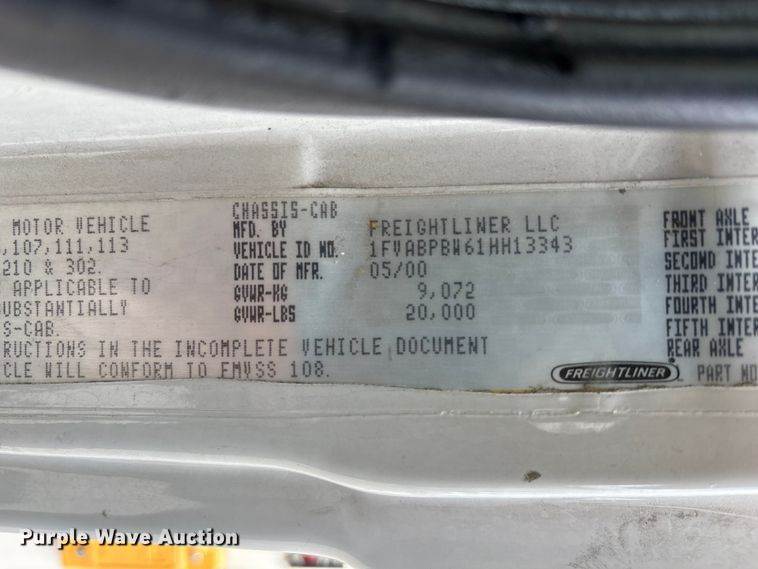 CHASSIS-CAB
MOTOR VEHICLE MFD. BY FREIGHTLINER LLC FRONT AXLE
,107,111,113 VEHICLE ID NO. 1FVABPBW61HH13343 FIRST INTER
210 & 302. DATE OF MFR. 05/00 SECOND INTE
APPLICABLE TO GVWR-KG 9,072 THIRD INTER
UBSTANTIALLY GVWR-LBS 20,000 FOURTH INTE
S-CAB. FIFTH INTER
RUCTIONS IN THE INCOMPLETE VEHICLE DOCUMENT REAR AXLE
CLE WILL CONFORM TO FMVSS 108. FREIGHTLINER PART NO
Purple Wave Auction